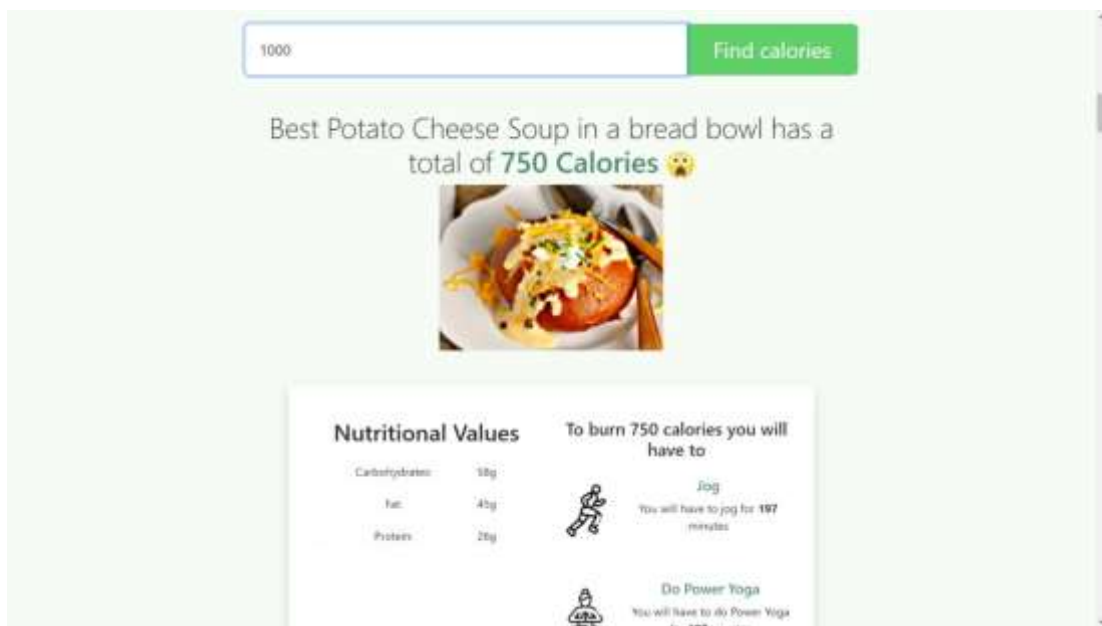 1000
Find calories
Best Potato Cheese Soup in a bread bowl has a
total of 750 Calories 😮
Nutritional Values
Carbohydrates:
Fat:
Protein:
To burn 750 calories you will
have to
Jog
You will have to jog for 197
minutes
Do Power Yoga
You will have to do Power Yoga